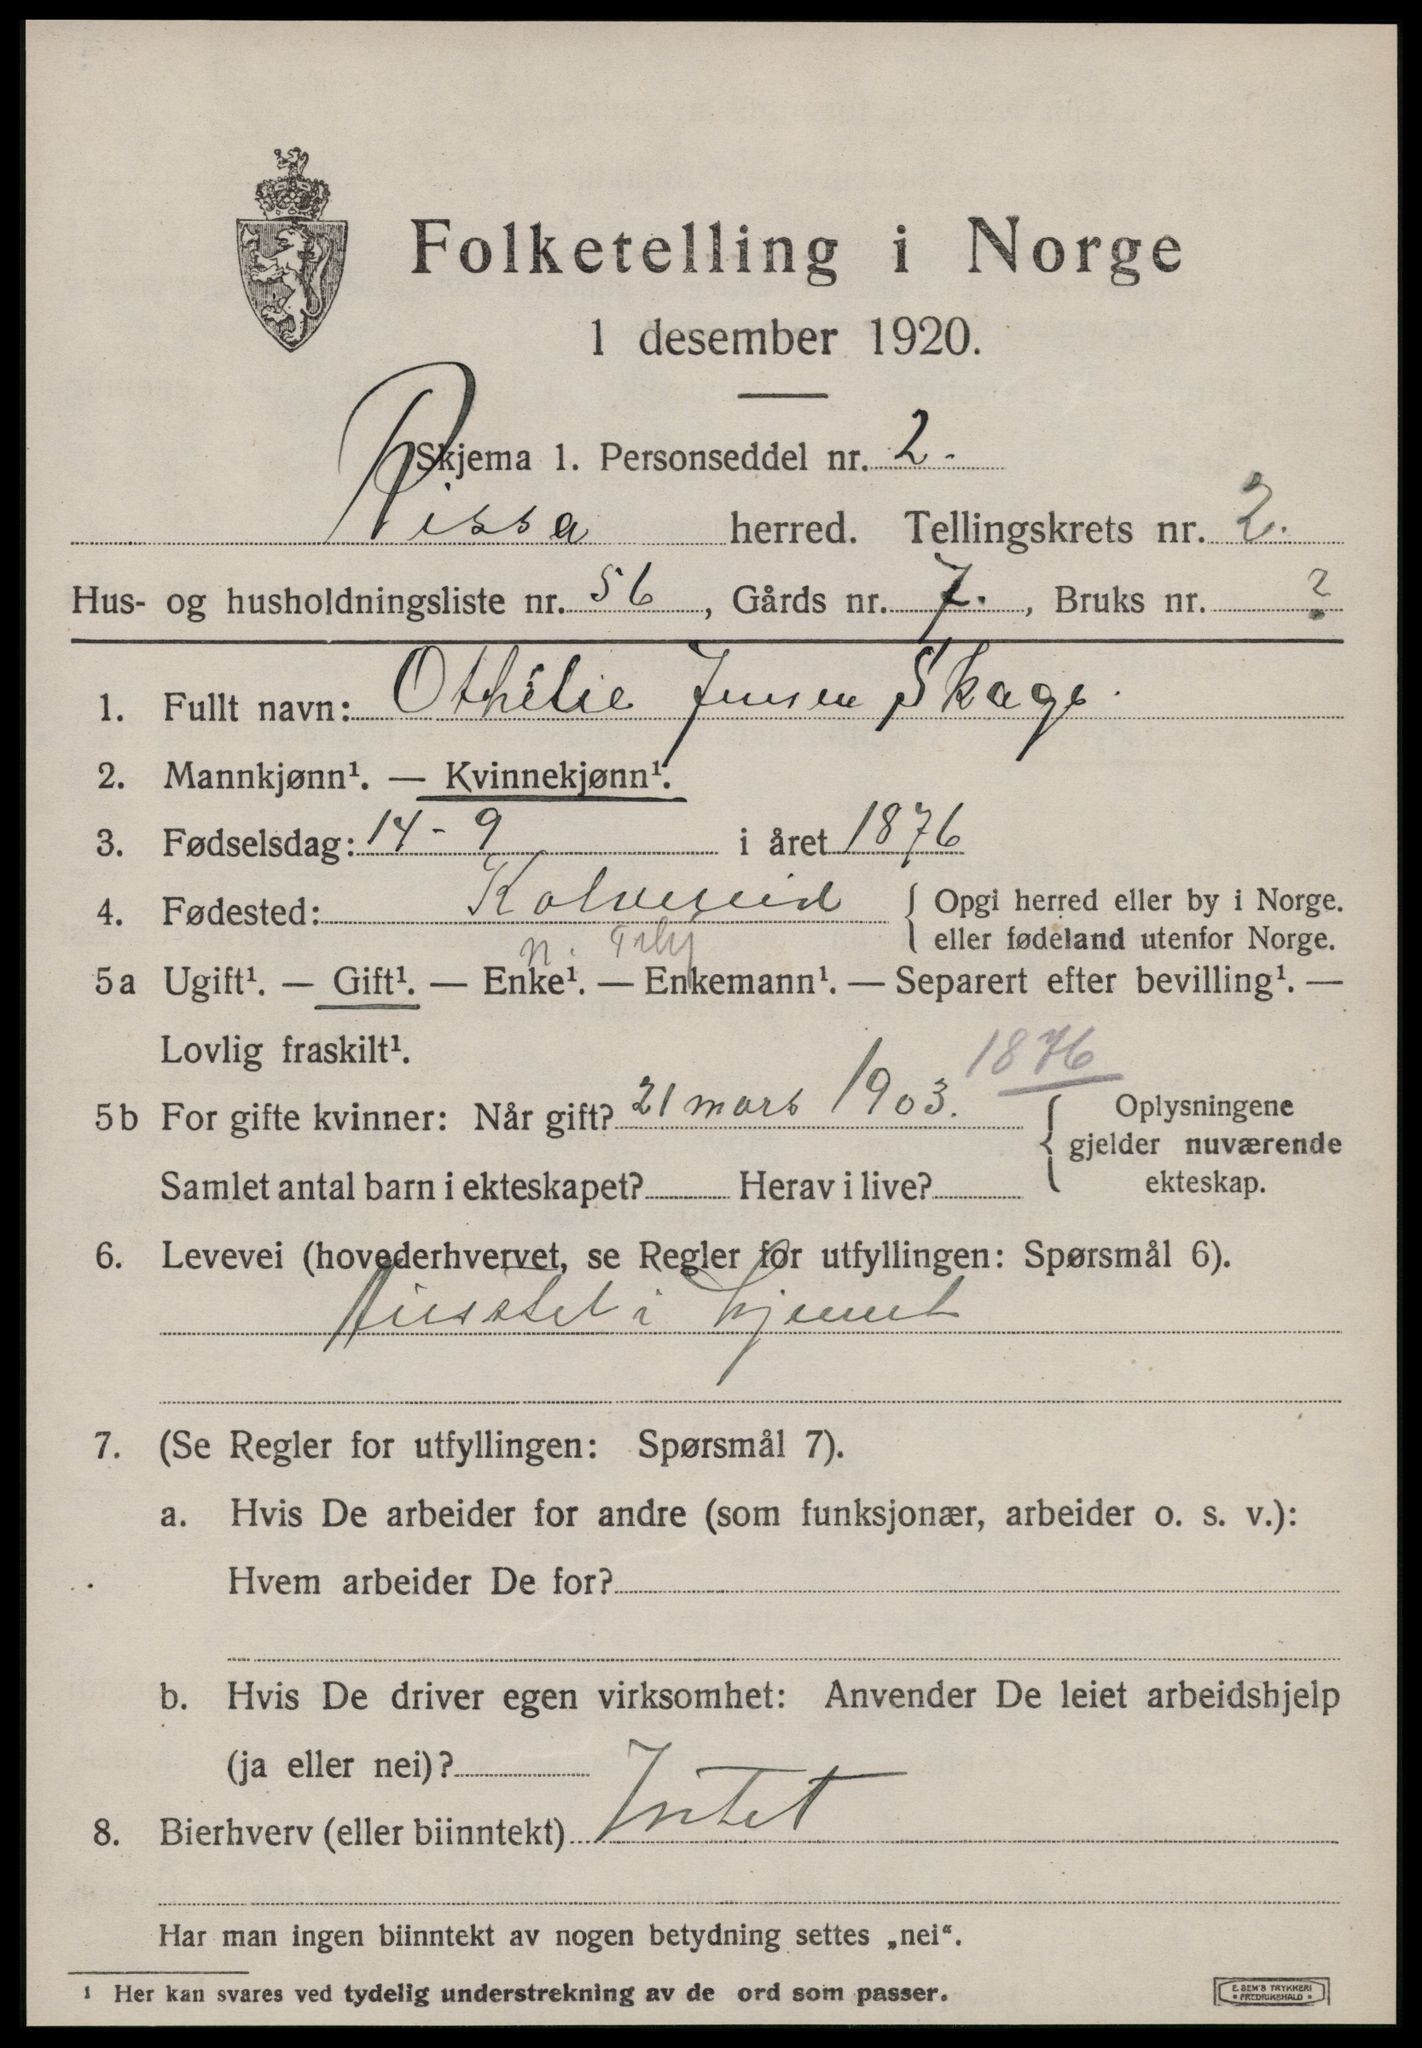 Folketelling i Norge
1 desember 1920.
Skjema 1. Personseddel nr. 2.
Rissa herred. Tellingskrets nr. 2.
Hus- og husholdningsliste nr. 56, Gårds nr. 7., Bruks nr. ?
1. Fullt navn: Othilie Jensen Skage.
2. Mannkjønn¹. — Kvinnekjønn¹.
3. Fødselsdag: 14 - 9 i året 1876
4. Fødested: Kolvereid { Opgi herred eller by i Norge.
eller fødeland utenfor Norge.
N. Trlg
5a Ugift¹. — Gift¹. — Enke¹. — Enkemann¹. — Separert efter bevilling¹. —
Lovlig fraskilt¹.
1876
5b For gifte kvinner: Når gift? 21 mars 1903. { Oplysningene
gjelder nuværende
Samlet antal barn i ekteskapet? Herav i live? ekteskap.
6. Levevei (hovederhvervet, se Regler for utfyllingen: Spørsmål 6).
i hjemet
7. (Se Regler for utfyllingen: Spørsmål 7).
a. Hvis De arbeider for andre (som funksjonær, arbeider o. s. v.):
Hvem arbeider De for?
b. Hvis De driver egen virksomhet: Anvender De leiet arbeidshjelp
(ja eller nei)?
8. Bierhverv (eller biinntekt) Intet
Har man ingen biinntekt av nogen betydning settes „nei“.
¹ Her kan svares ved tydelig understrekning av de ord som passer.
E. SEM'S TRYKKERI
* FREDRIKSHALD *